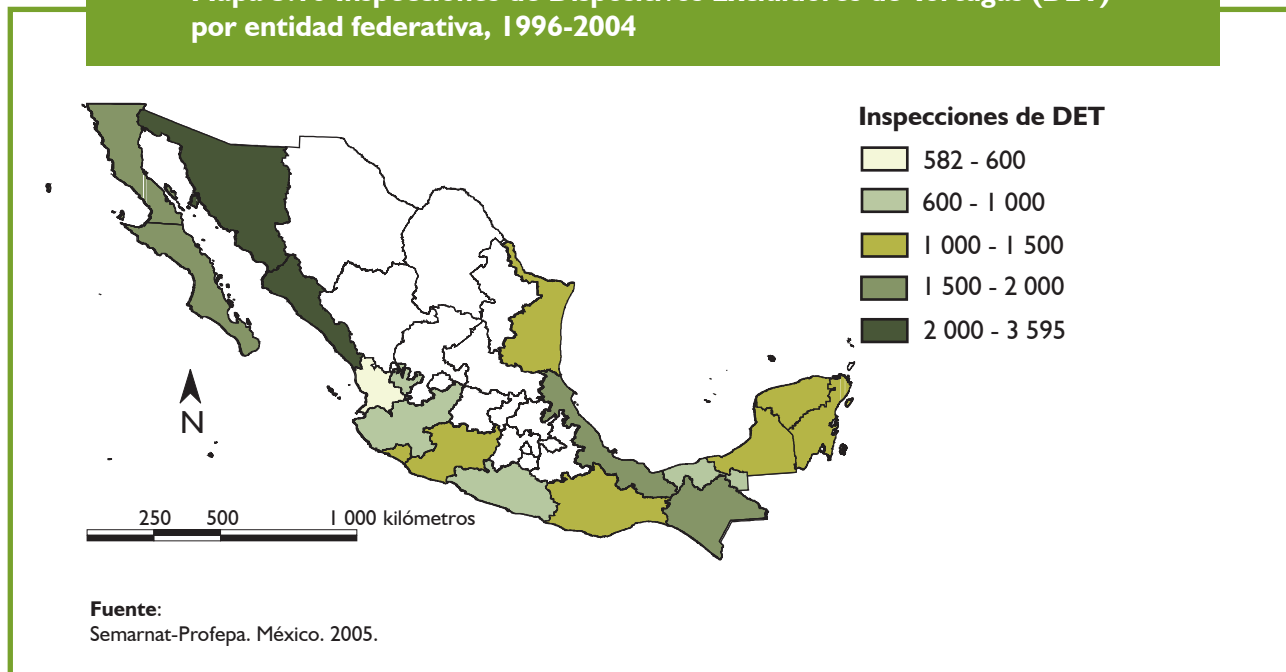 por entidad federativa, 1996-2004
Inspecciones de DET
582 - 600
600 - 1 000
1 000 - 1 500
1 500 - 2 000
2 000 - 3 595
N
250 500 1 000 kilómetros
Fuente:
Semarnat-Profepa. México. 2005.